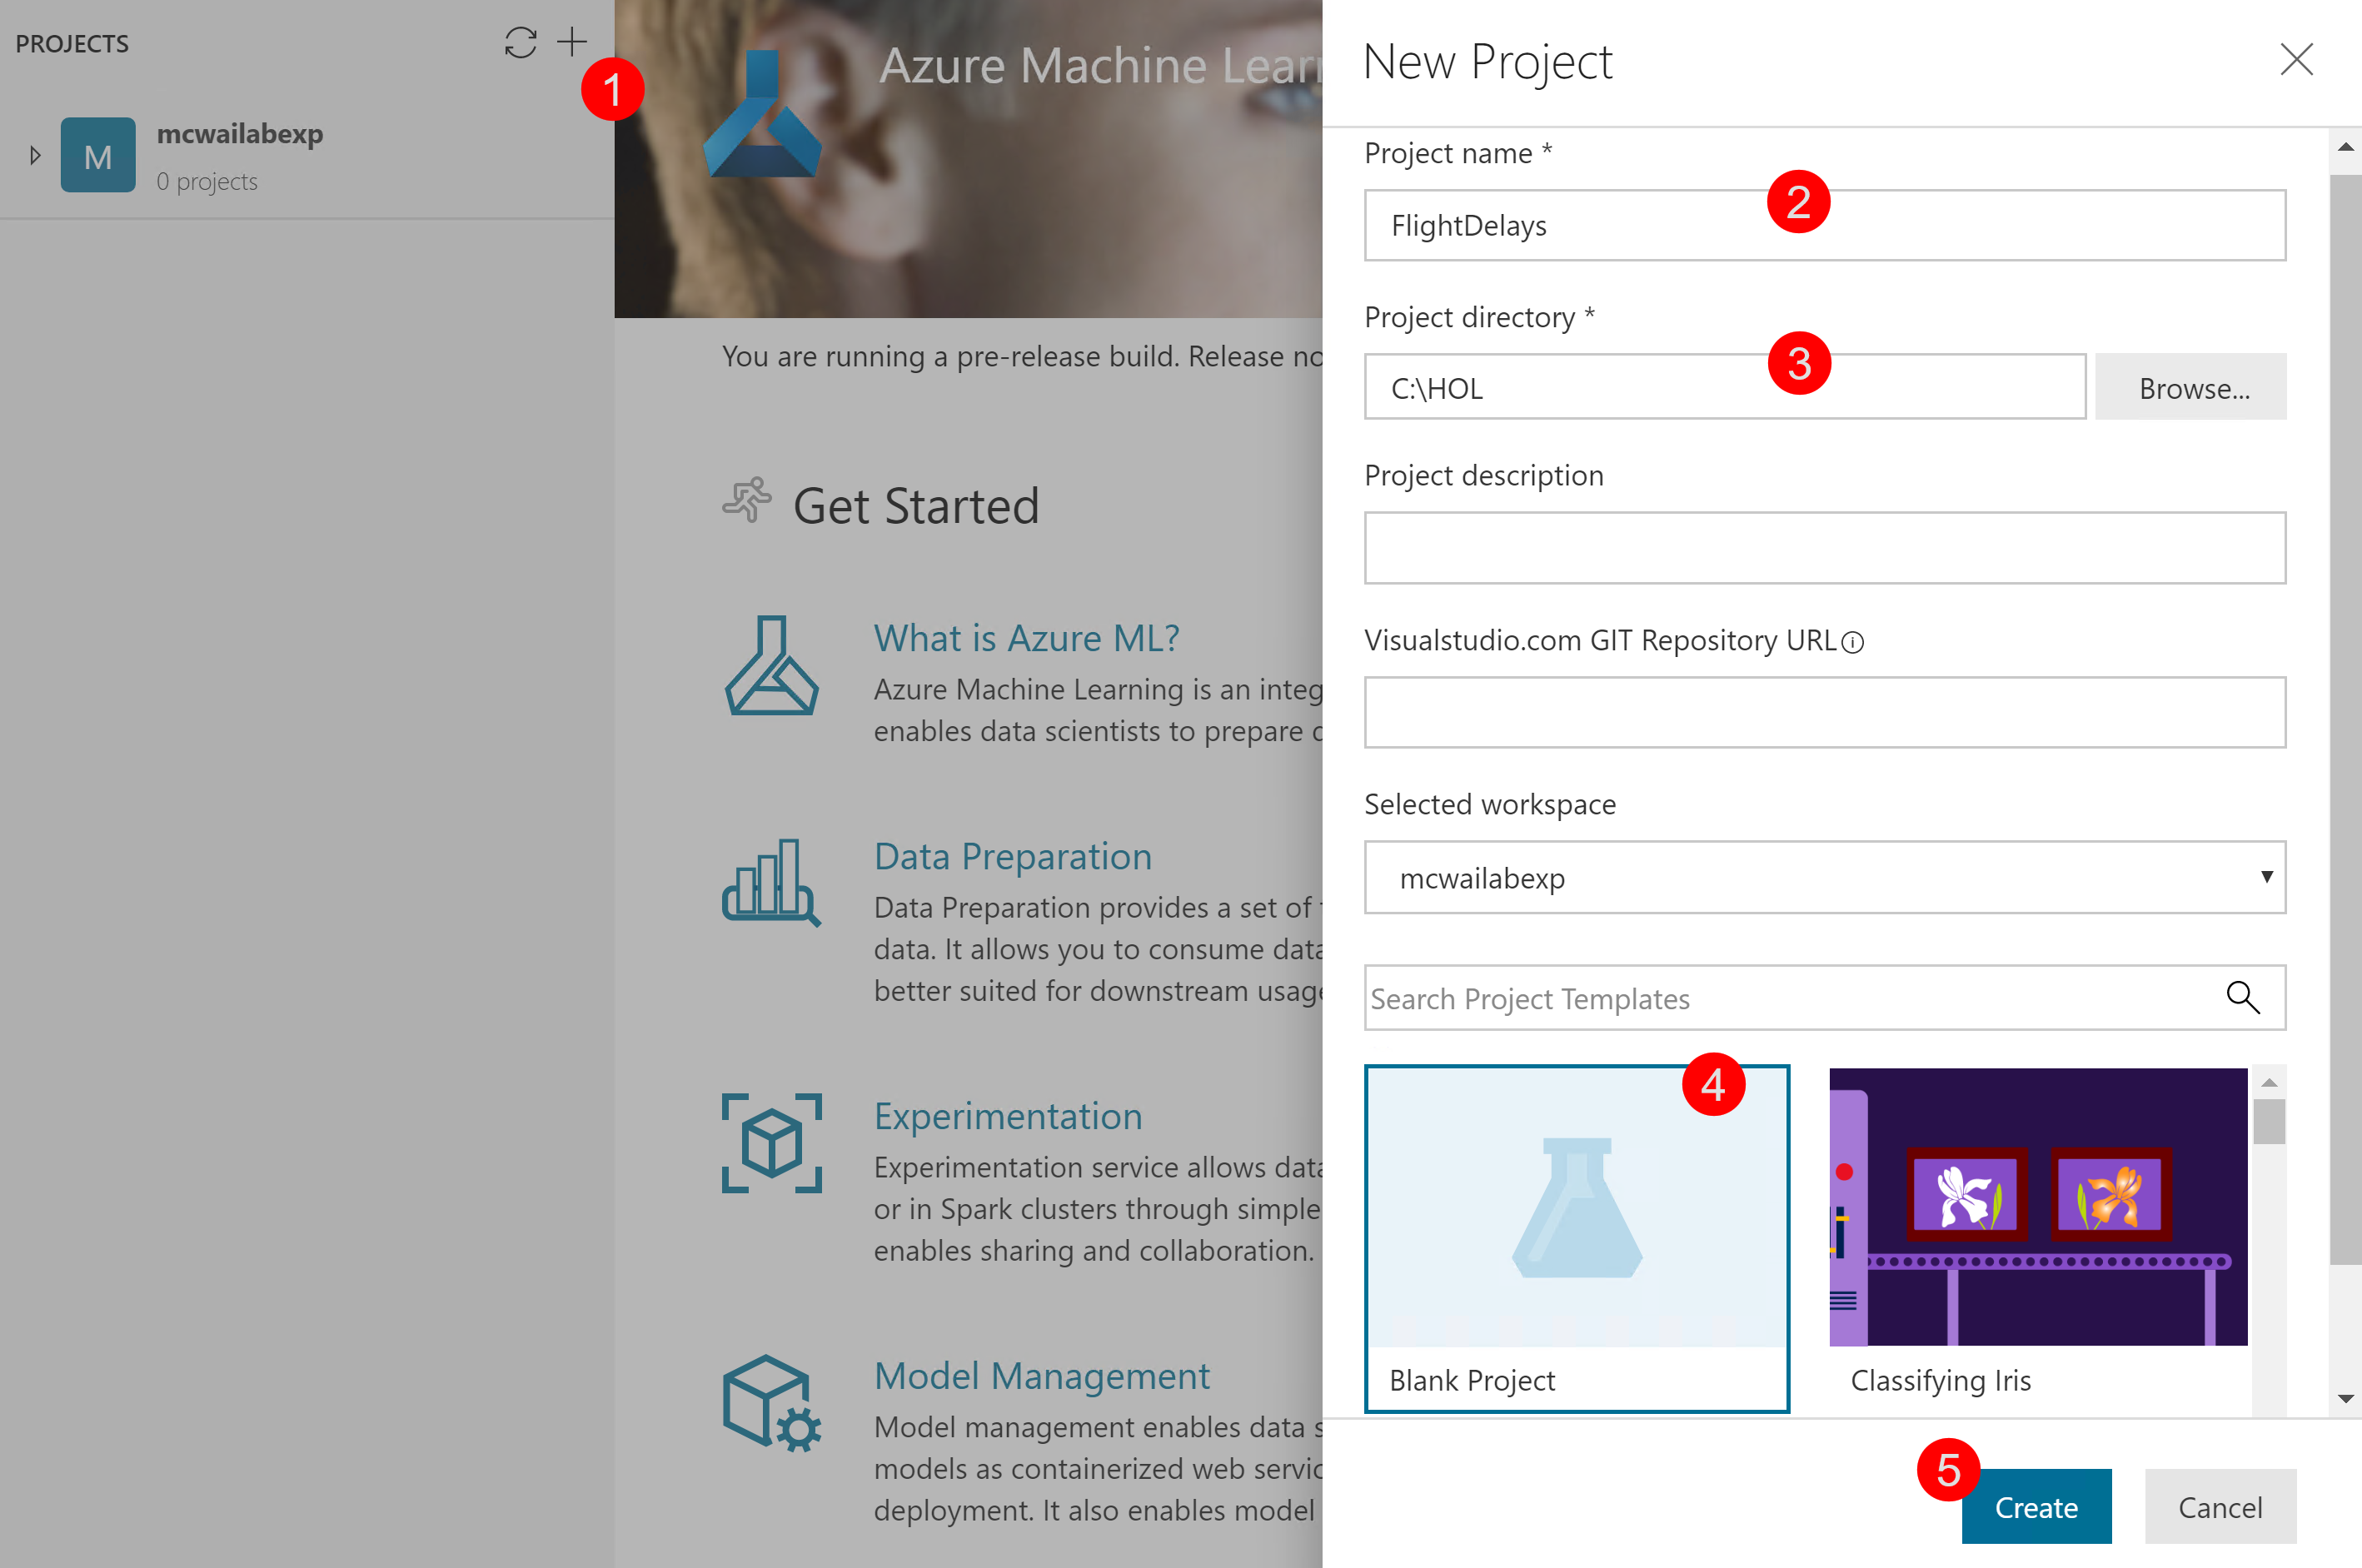 PROJECTS
M
mcwailabexp
0 projects
1
Azure Machine Lear
You are running a pre-release build. Release no
Get Started
What is Azure ML?
Azure Machine Learning is an integ
enables data scientists to prepare
Data Preparation
Data Preparation provides a set of
data. It allows you to consume data
better suited for downstream usage
Experimentation
Experimentation service allows data
or in Spark clusters through simple
enables sharing and collaboration.
Model Management
Model management enables data s
models as containerized web servic
deployment. It also enables model
New Project
Project name *
2
FlightDelays
Project directory *
3
C:\HOL
Browse...
Project description
Visualstudio.com GIT Repository URL
Selected workspace
mcwailabexp
Search Project Templates
4
Blank Project
Classifying Iris
5
Create
Cancel